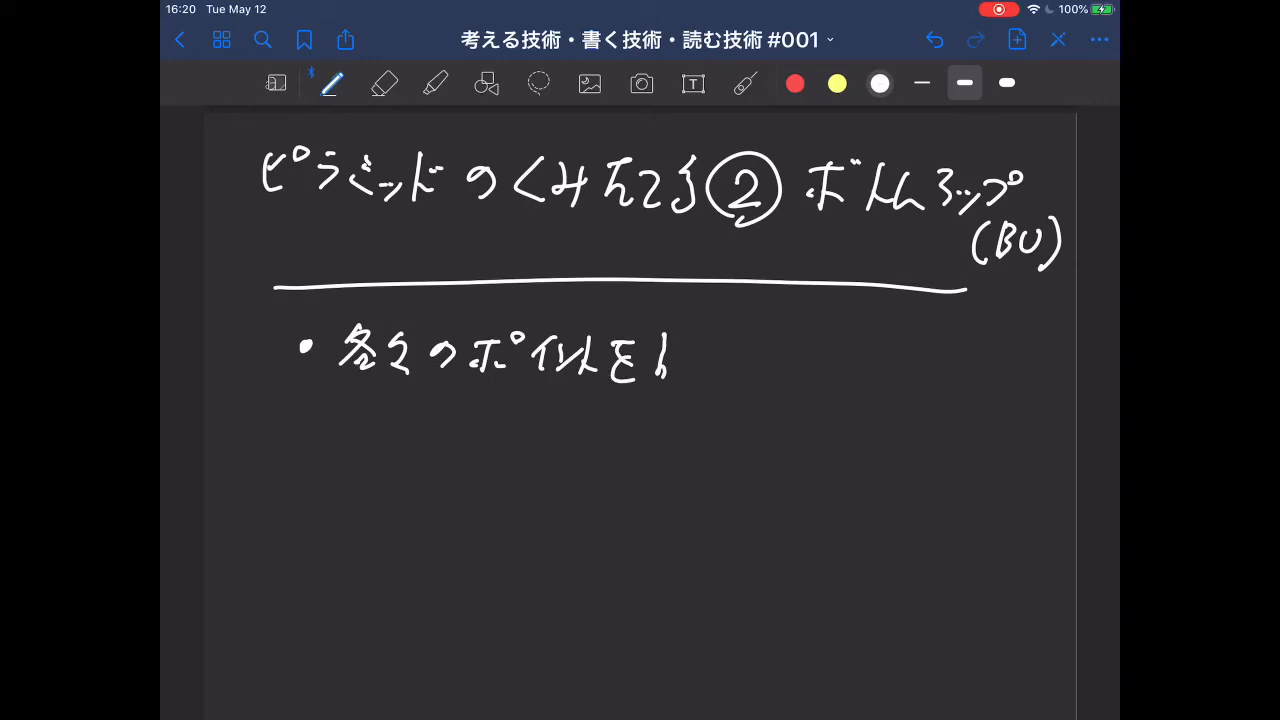 16:20 Tue May 12 100%
考える技術・書く技術・読む技術 #001
T
ピラミッドのくみたて方② ボトムアップ
(BU)
・各々のポイントを